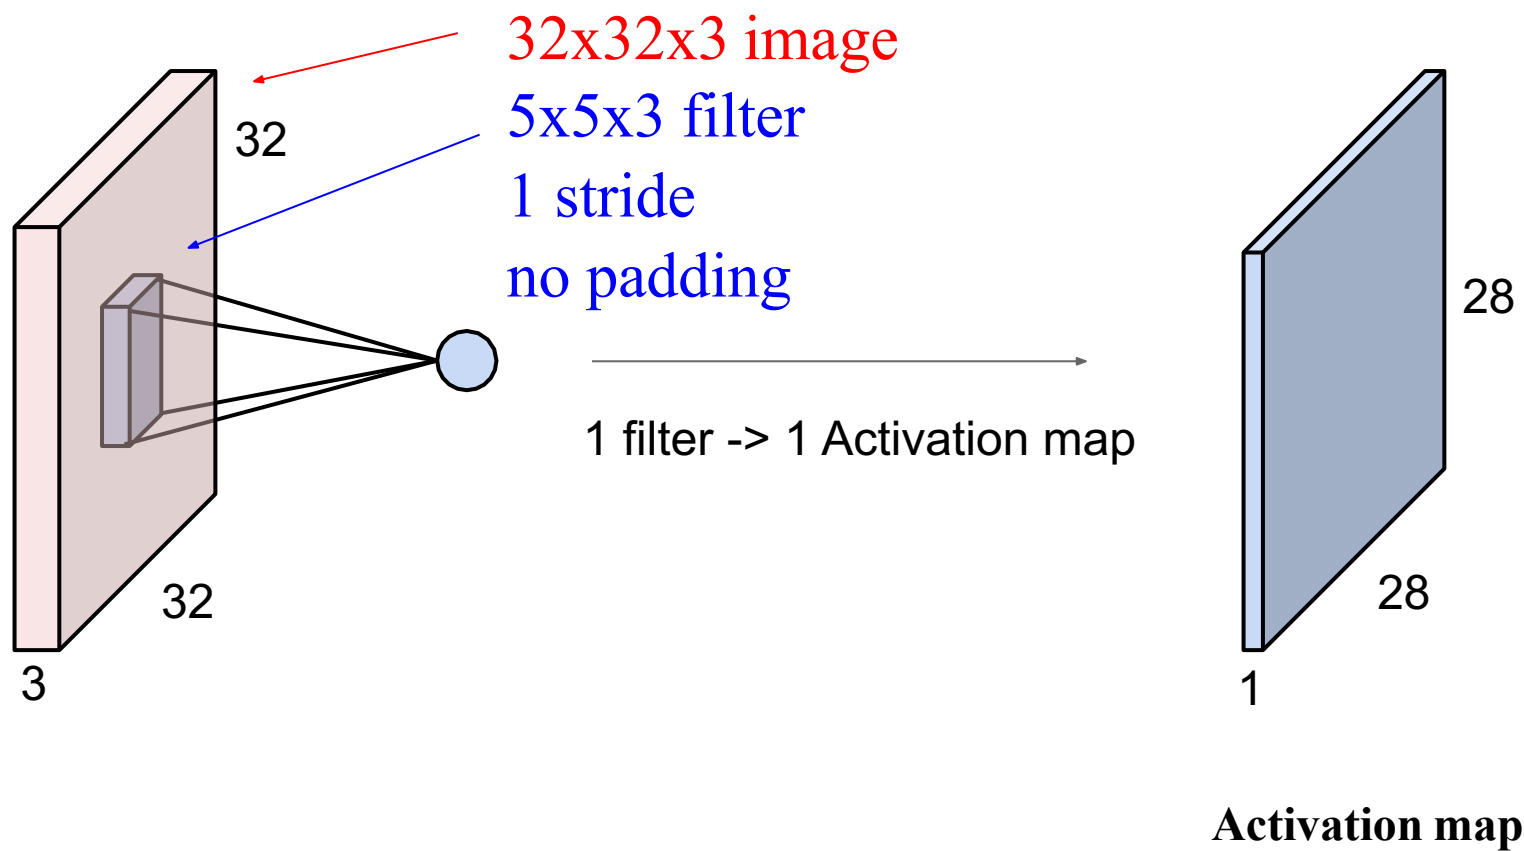 32x32x3 image
5x5x3 filter
1 stride
no padding
32
32
3
1 filter -> 1 Activation map
28
28
1
Activation map